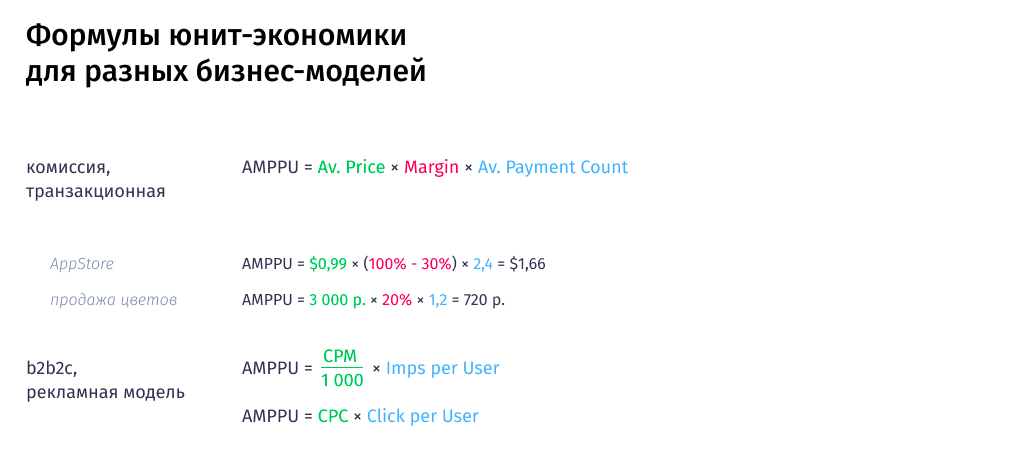 Формулы юнит-экономики
для разных бизнес-моделей
комиссия,
транзакционная
AMPPU = Av. Price × Margin × Av. Payment Count
AppStore
AMPPU = $0,99 × (100% - 30%) × 2,4 = $1,66
продажа цветов
AMPPU = 3 000 р. × 20% × 1,2 = 720 р.
b2b2c,
рекламная модель
AMPPU = CPM / 1 000 × Imps per User
AMPPU = CPC × Click per User